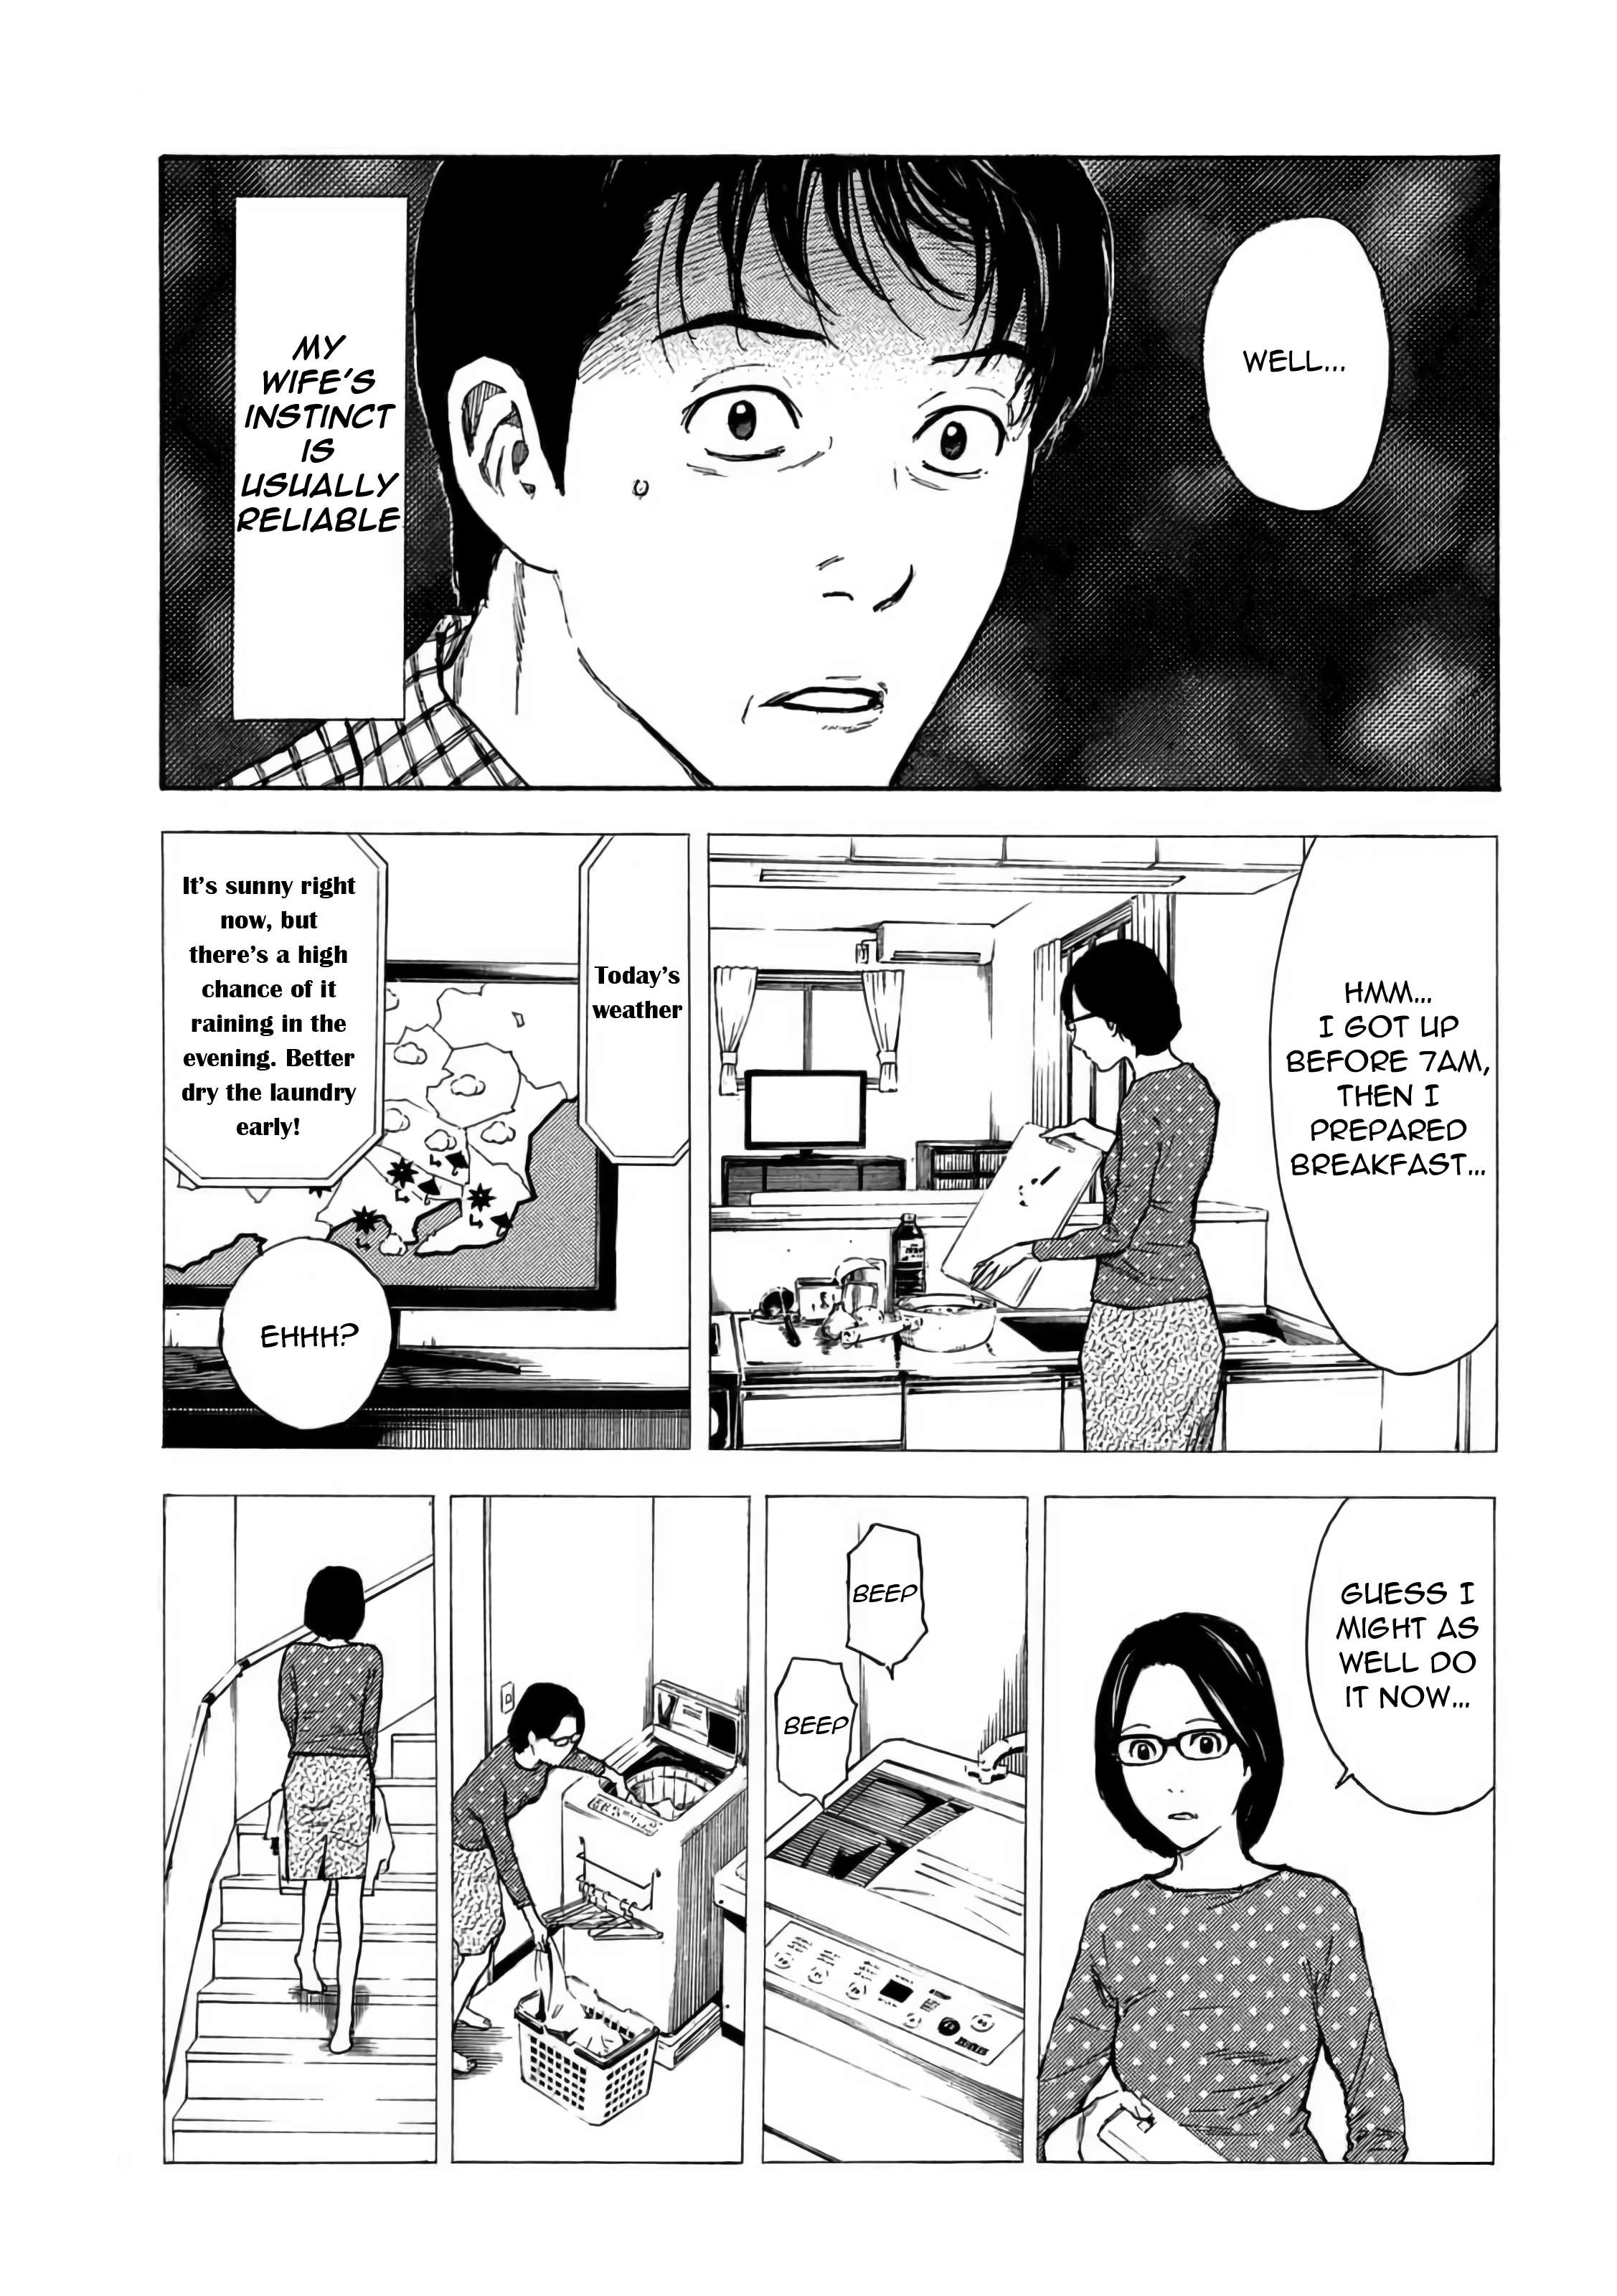 WELL...
MY
WIFE'S
INSTINCT
IS
USUALLY
RELIABLE
HMM...
I GOT UP
BEFORE 7AM,
THEN I
PREPARED
BREAKFAST...
Today's
weather
It's sunny right
now, but
there's a high
chance of it
raining in the
evening. Better
dry the laundry
early!
EHHH?
GUESS I
MIGHT AS
WELL DO
IT NOW...
BEEP
BEEP